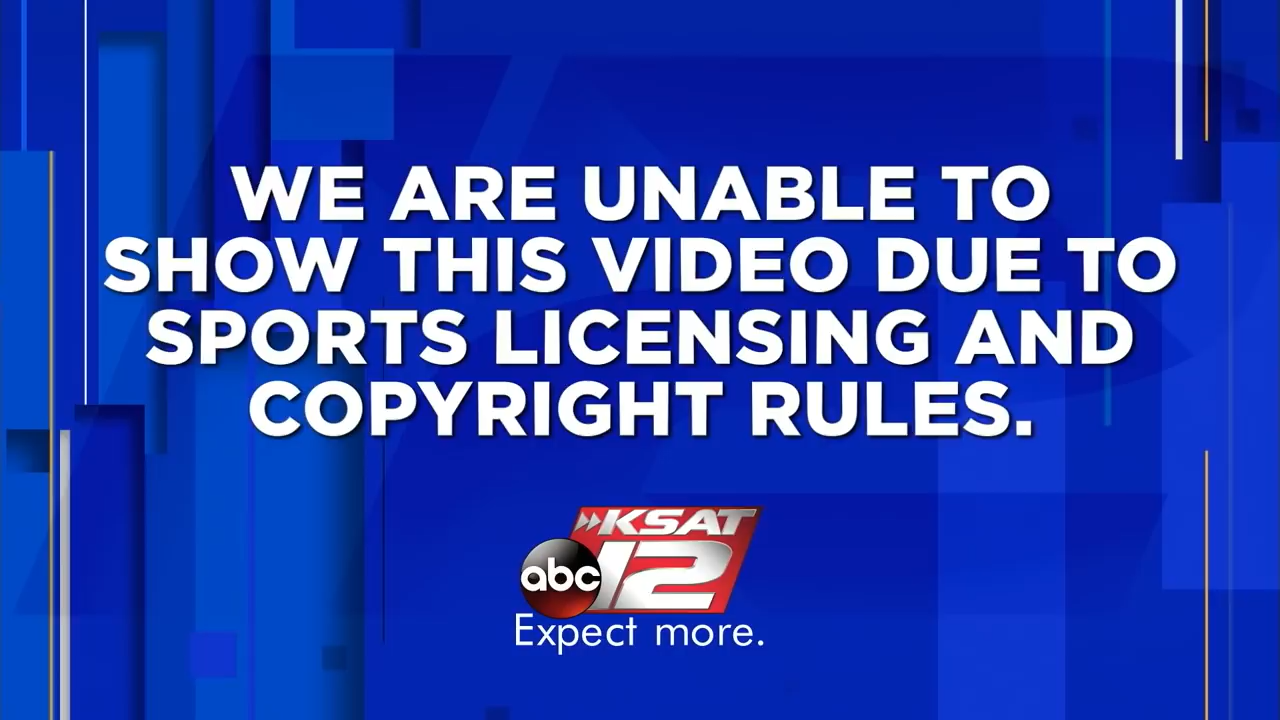 WE ARE UNABLE TO
SHOW THIS VIDEO DUE TO
SPORTS LICENSING AND
COPYRIGHT RULES.
KSAT
abc 12
Expect more.